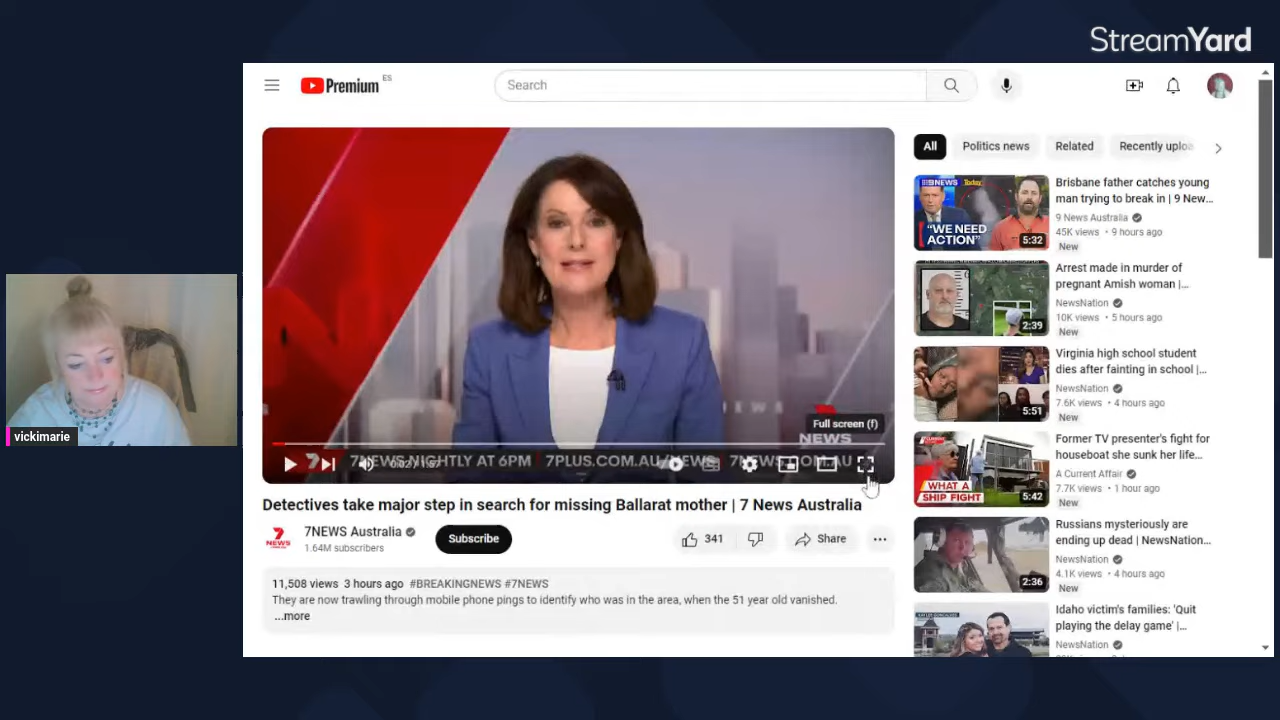 StreamYard
Premium ES
Search
All
Politics news
Related
Recently uploa
9NEWS Today
"WE NEED
ACTION"
5:32
Brisbane father catches young
man trying to break in | 9 New...
9 News Australia
45K views • 9 hours ago
New
2:39
Arrest made in murder of
pregnant Amish woman |...
NewsNation
10K views • 5 hours ago
New
5:51
Virginia high school student
dies after fainting in school |...
NewsNation
7.6K views • 4 hours ago
New
WHAT A
SHIP FIGHT
5:42
Former TV presenter's fight for
houseboat she sunk her life...
A Current Affair
7.7K views • 1 hour ago
New
2:36
Russians mysteriously are
ending up dead | NewsNation...
NewsNation
4.1K views • 4 hours ago
New
Idaho victim's families: 'Quit
playing the delay game' |...
NewsNation
NEWS
Full screen (f)
NEWS
7NEWS NIGHTLY AT 6PM | 7PLUS.COM.AU/NEWS
Detectives take major step in search for missing Ballarat mother | 7 News Australia
7NEWS Australia
1.64M subscribers
Subscribe
341
Share
11,508 views 3 hours ago #BREAKINGNEWS #7NEWS
They are now trawling through mobile phone pings to identify who was in the area, when the 51 year old vanished.
...more
vickimarie